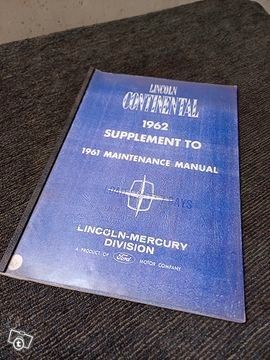 LINCOLN
CONTINENTAL
1962
SUPPLEMENT TO
1961 MAINTENANCE MANUAL
LINCOLN-MERCURY
DIVISION
A PRODUCT OF Ford MOTOR COMPANY